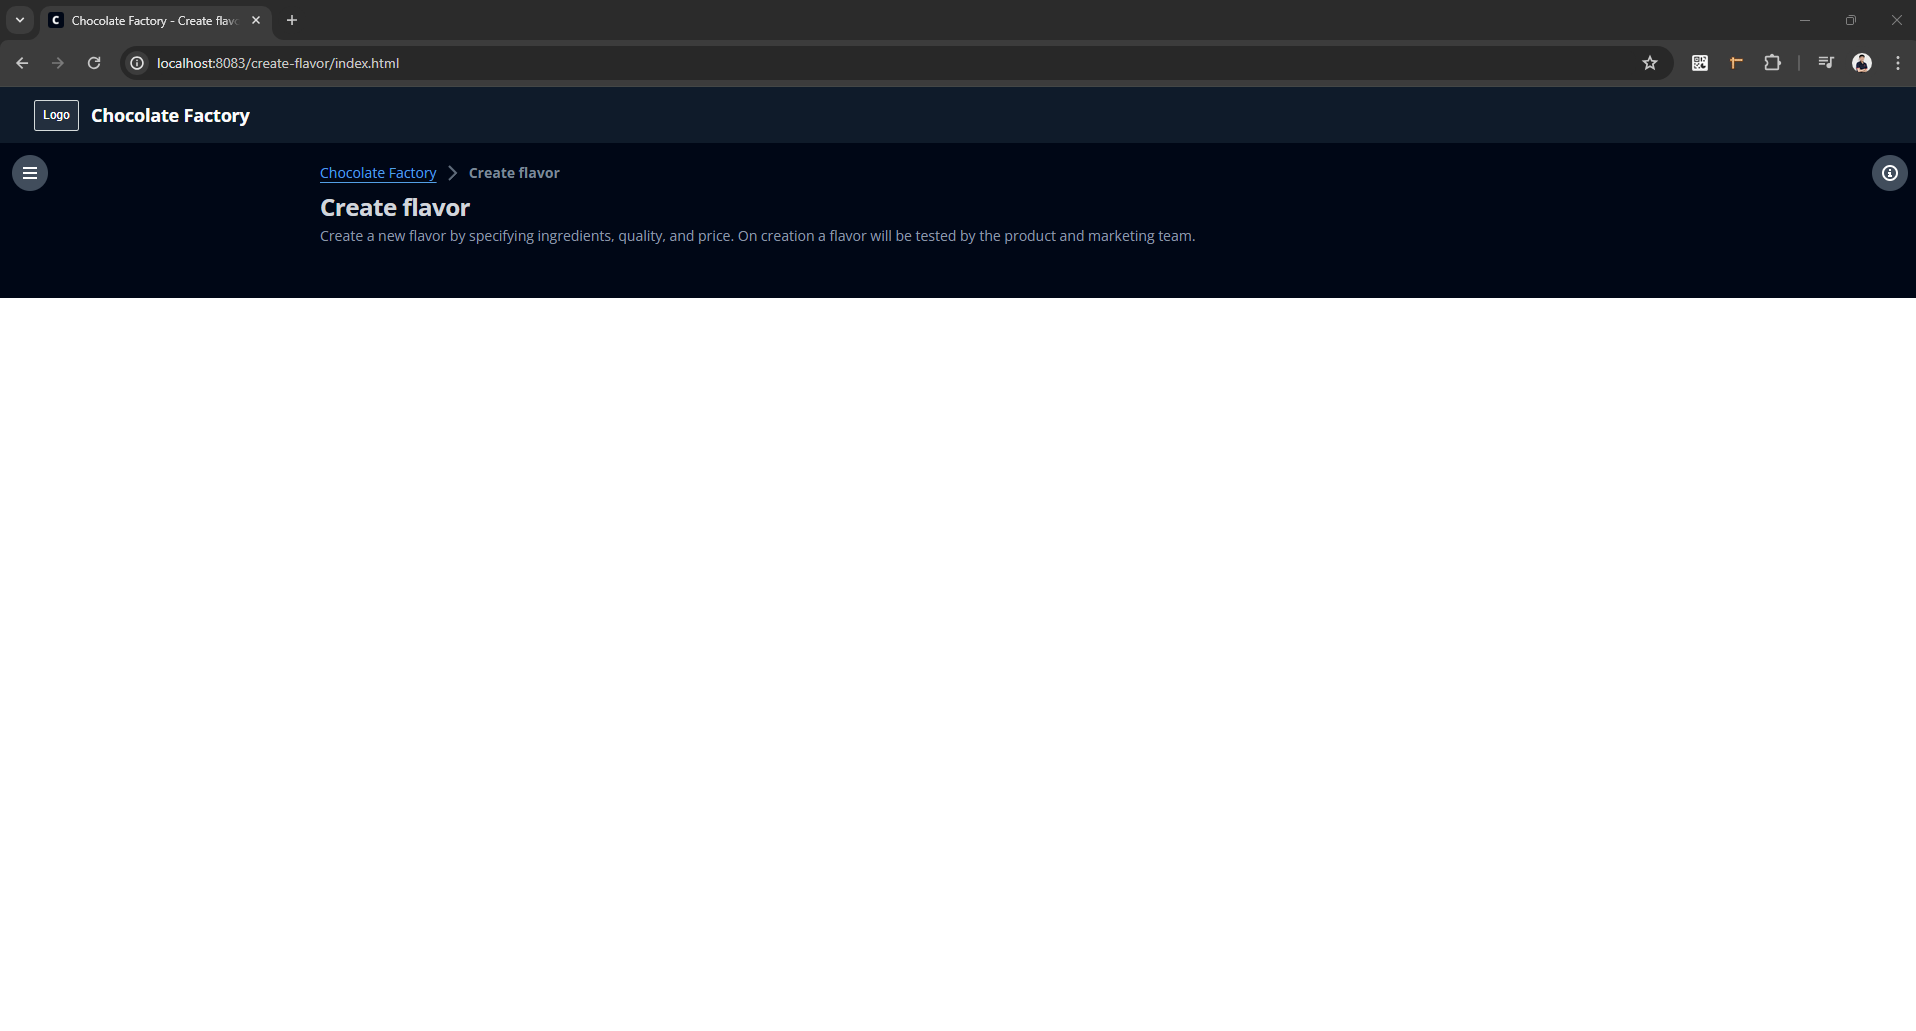 C Chocolate Factory - Create flav
localhost:8083/create-flavor/index.html
Logo Chocolate Factory
Chocolate Factory Create flavor
Create flavor
Create a new flavor by specifying ingredients, quality, and price. On creation a flavor will be tested by the product and marketing team.